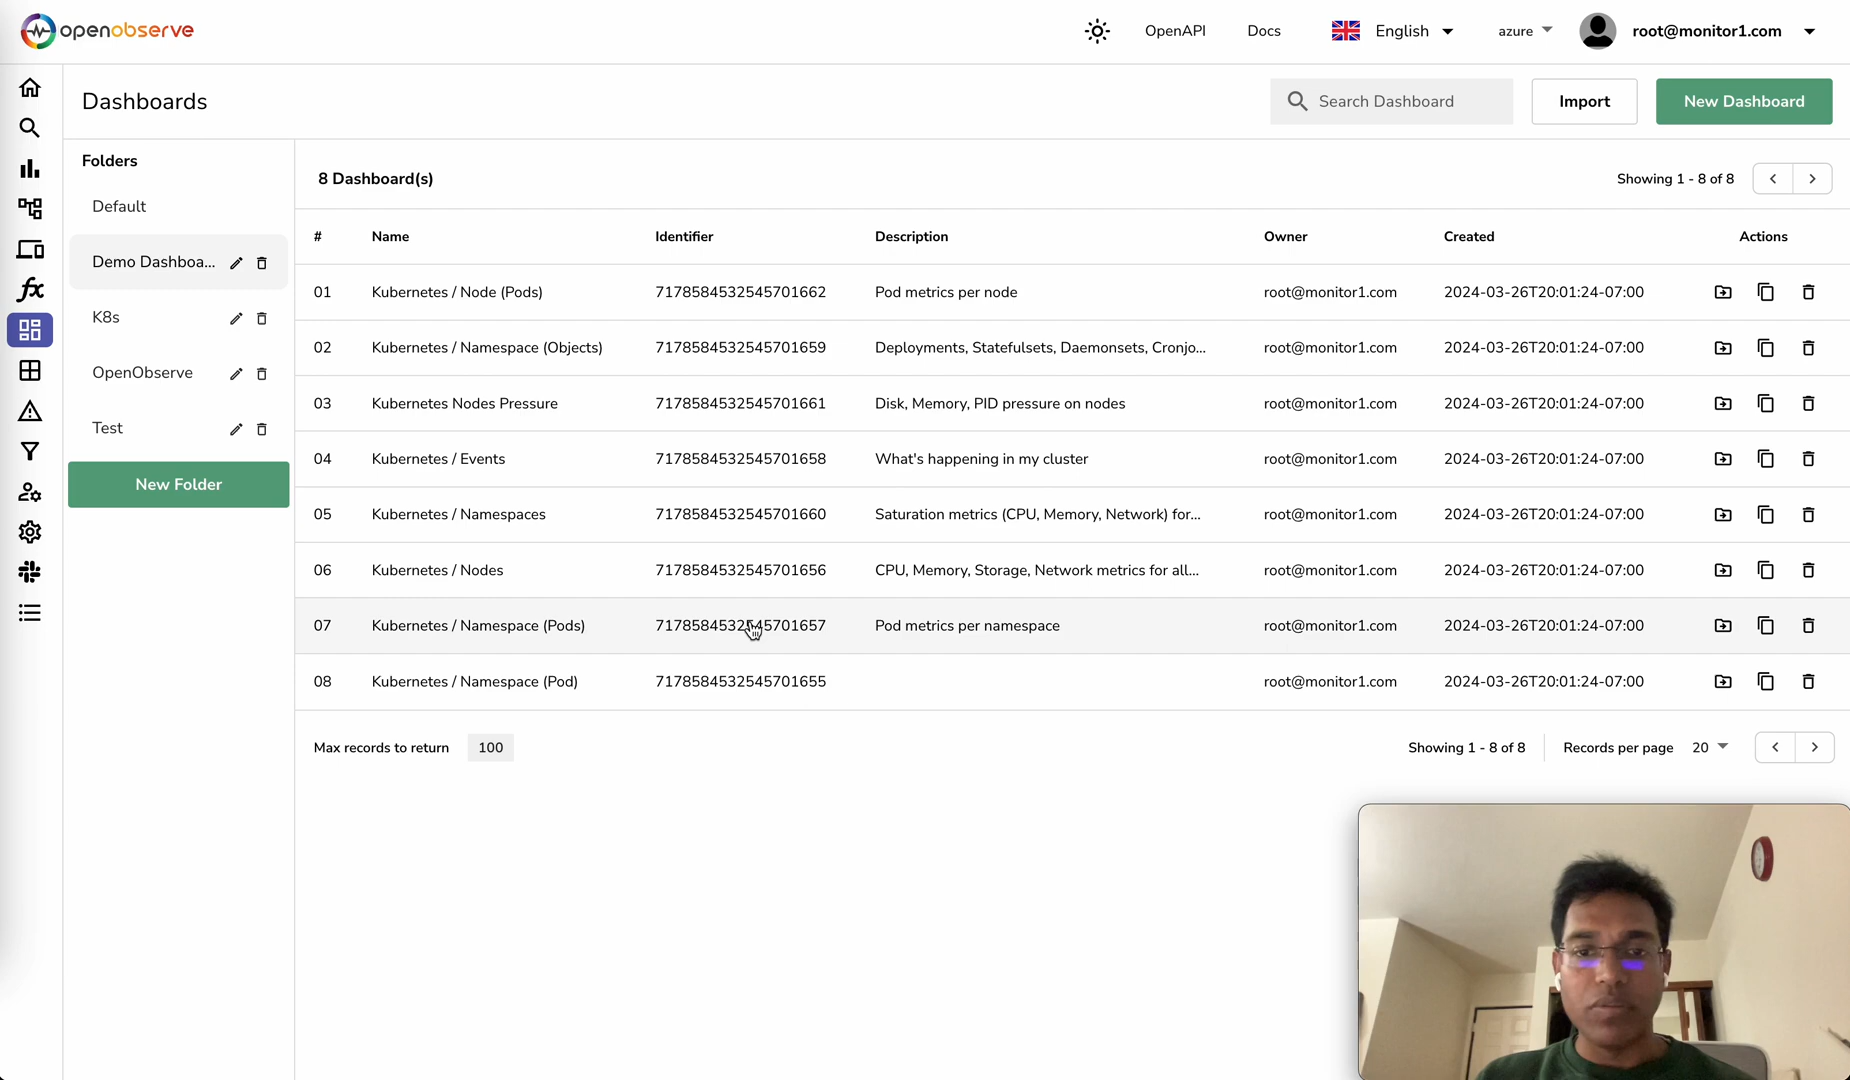 openobserve
OpenAPI
Docs
English
azure
root@monitor1.com
Dashboards
Search Dashboard
Import
New Dashboard
Folders
Default
Demo Dashboa...
K8s
OpenObserve
Test
New Folder
8 Dashboard(s)
Showing 1 - 8 of 8
# Name Identifier Description Owner Created Actions
01 Kubernetes / Node (Pods) 7178584532545701662 Pod metrics per node root@monitor1.com 2024-03-26T20:01:24-07:00
02 Kubernetes / Namespace (Objects) 7178584532545701659 Deployments, Statefulsets, Daemonsets, Cronjo... root@monitor1.com 2024-03-26T20:01:24-07:00
03 Kubernetes Nodes Pressure 7178584532545701661 Disk, Memory, PID pressure on nodes root@monitor1.com 2024-03-26T20:01:24-07:00
04 Kubernetes / Events 7178584532545701658 What's happening in my cluster root@monitor1.com 2024-03-26T20:01:24-07:00
05 Kubernetes / Namespaces 7178584532545701660 Saturation metrics (CPU, Memory, Network) for... root@monitor1.com 2024-03-26T20:01:24-07:00
06 Kubernetes / Nodes 7178584532545701656 CPU, Memory, Storage, Network metrics for all... root@monitor1.com 2024-03-26T20:01:24-07:00
07 Kubernetes / Namespace (Pods) 7178584532545701657 Pod metrics per namespace root@monitor1.com 2024-03-26T20:01:24-07:00
08 Kubernetes / Namespace (Pod) 7178584532545701655 root@monitor1.com 2024-03-26T20:01:24-07:00
Max records to return 100
Showing 1 - 8 of 8
Records per page 20